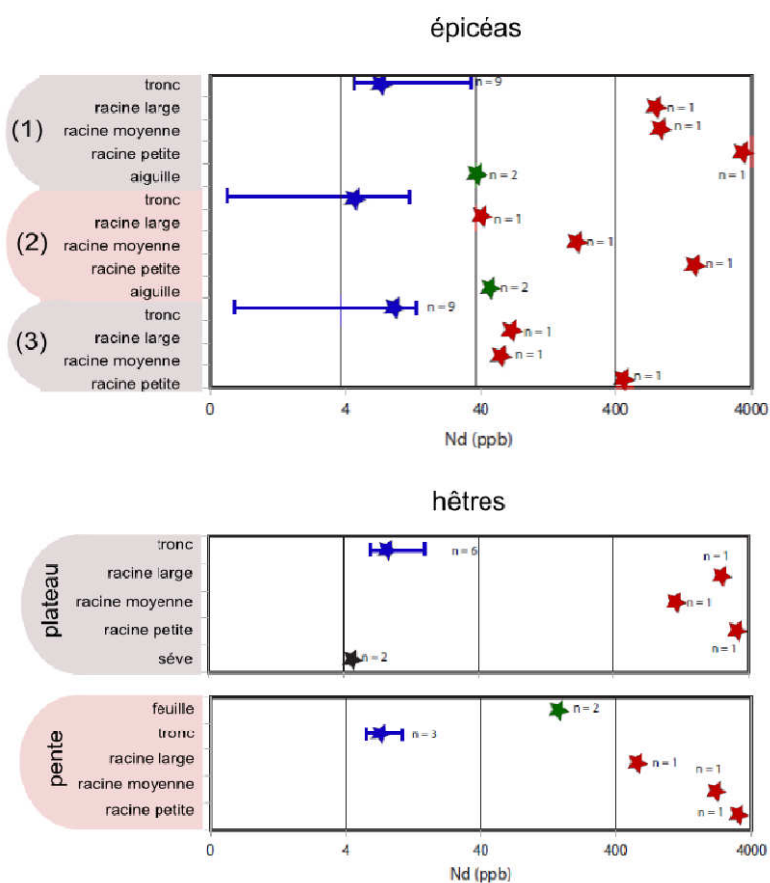 épicéas
(1)
tronc n = 9
racine large n = 1
racine moyenne n = 1
racine petite n = 1
aiguille n = 2
(2)
tronc
racine large n = 1
racine moyenne n = 1
racine petite n = 1
aiguille n = 2
(3)
tronc n = 9
racine large n = 1
racine moyenne n = 1
racine petite n = 1
0 4 40 400 4000
Nd (ppb)
hêtres
plateau
tronc n = 6
racine large n = 1
racine moyenne n = 1
racine petite n = 1
séve n = 2
pente
feuille n = 2
tronc n = 3
racine large n = 1
racine moyenne n = 1
racine petite n = 1
0 4 40 400 4000
Nd (ppb)